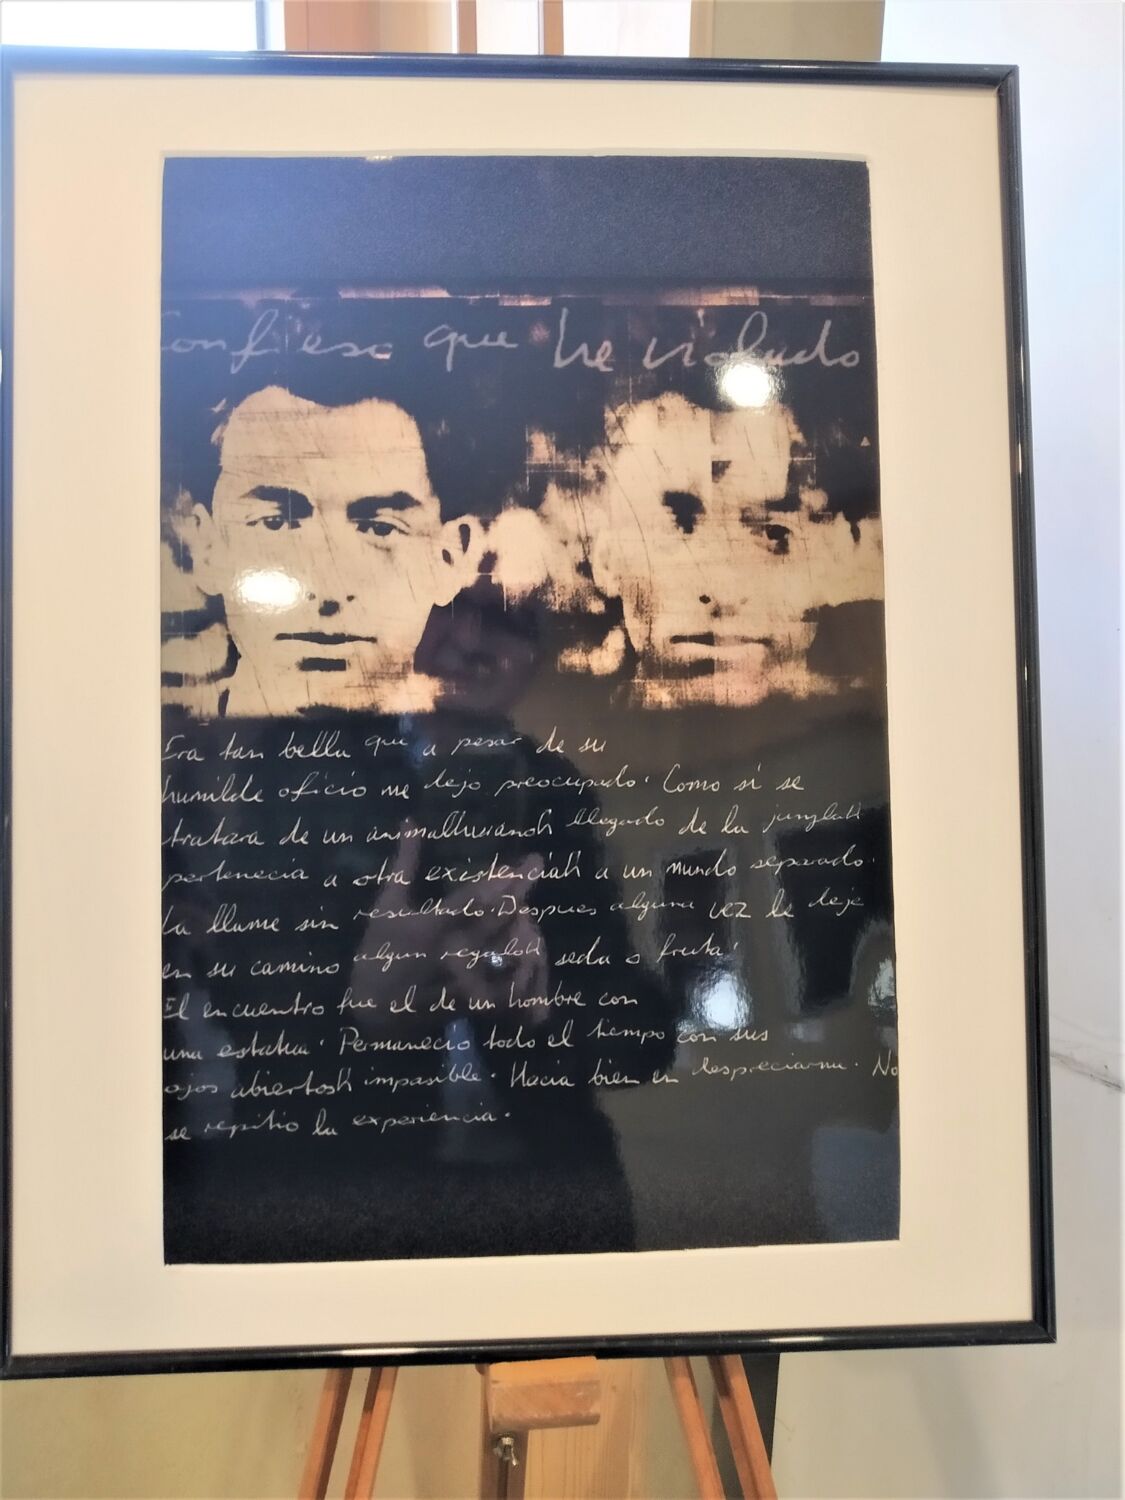 Confieso que he violado
Era tan bella que a pesar de su
humilde oficio me dejo preocupado. Como si se
tratara de un animal llegado de la jungla
pertenecia a otra existencia a un mundo separado.
La llame sin resultado. Despues alguna vez le deje
en su camino algun regalo seda o fruta.
El encuentro fue el de un hombre con
una estatua. Permanecio todo el tiempo con sus
ojos abiertos impasible. Hacia bien en despreciarme. No
se repitio la experiencia.